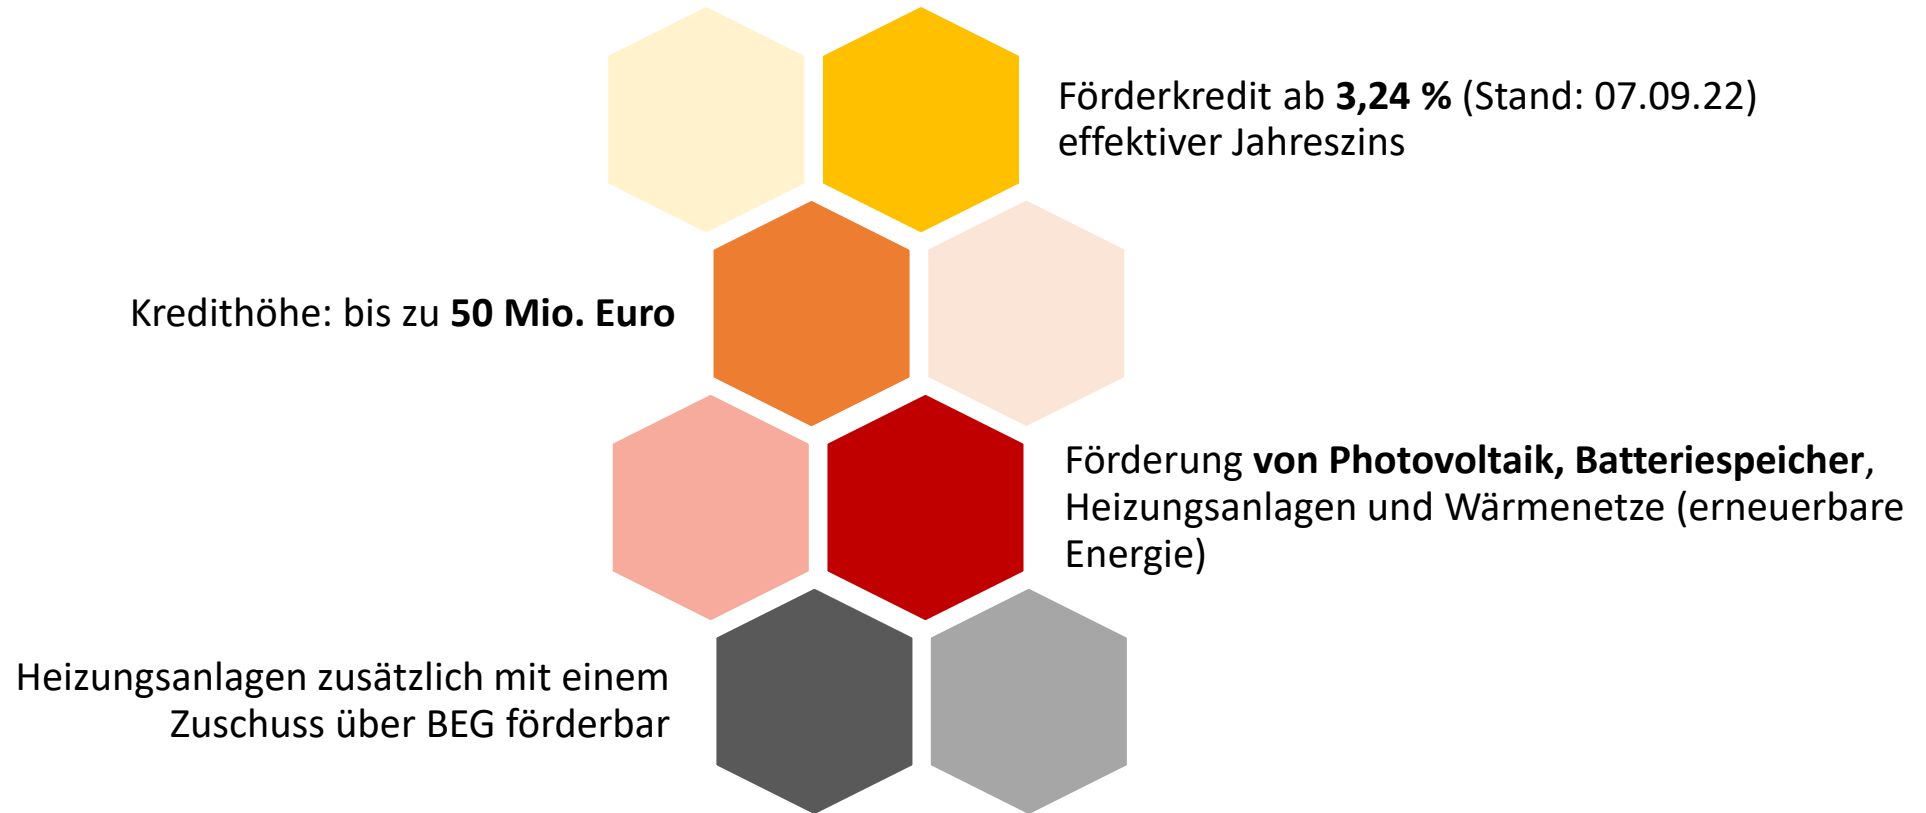 Förderkredit ab 3,24 % (Stand: 07.09.22)
effektiver Jahreszins
Kredithöhe: bis zu 50 Mio. Euro
Förderung von Photovoltaik, Batteriespeicher,
Heizungsanlagen und Wärmenetze (erneuerbare
Energie)
Heizungsanlagen zusätzlich mit einem
Zuschuss über BEG förderbar